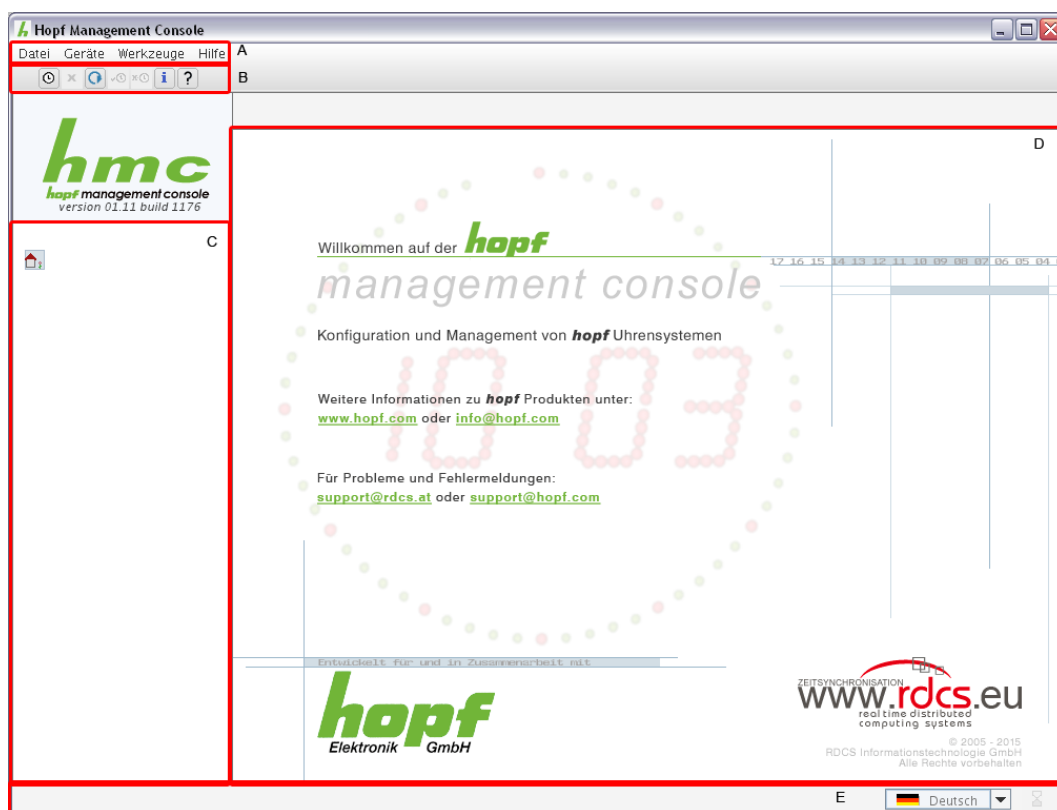 Hopf Management Console
Datei Geräte Werkzeuge Hilfe A
B
D
hmc
hopf management console
version 01.11 build 1176
C
Willkommen auf der hopf
17 16 15 14 13 12 11 10 09 08 07 06 05 04
management console
Konfiguration und Management von hopf Uhrensystemen
10 03
Weitere Informationen zu hopf Produkten unter:
www.hopf.com oder info@hopf.com
Für Probleme und Fehlermeldungen:
support@rdcs.at oder support@hopf.com
Entwickelt für und in Zusammenarbeit mit
hopf
Elektronik GmbH
ZEITSYNCHRONISATION
www.rdcs.eu
real time distributed
computing systems
© 2005 - 2015
RDCS Informationstechnologie GmbH
Alle Rechte vorbehalten
E Deutsch